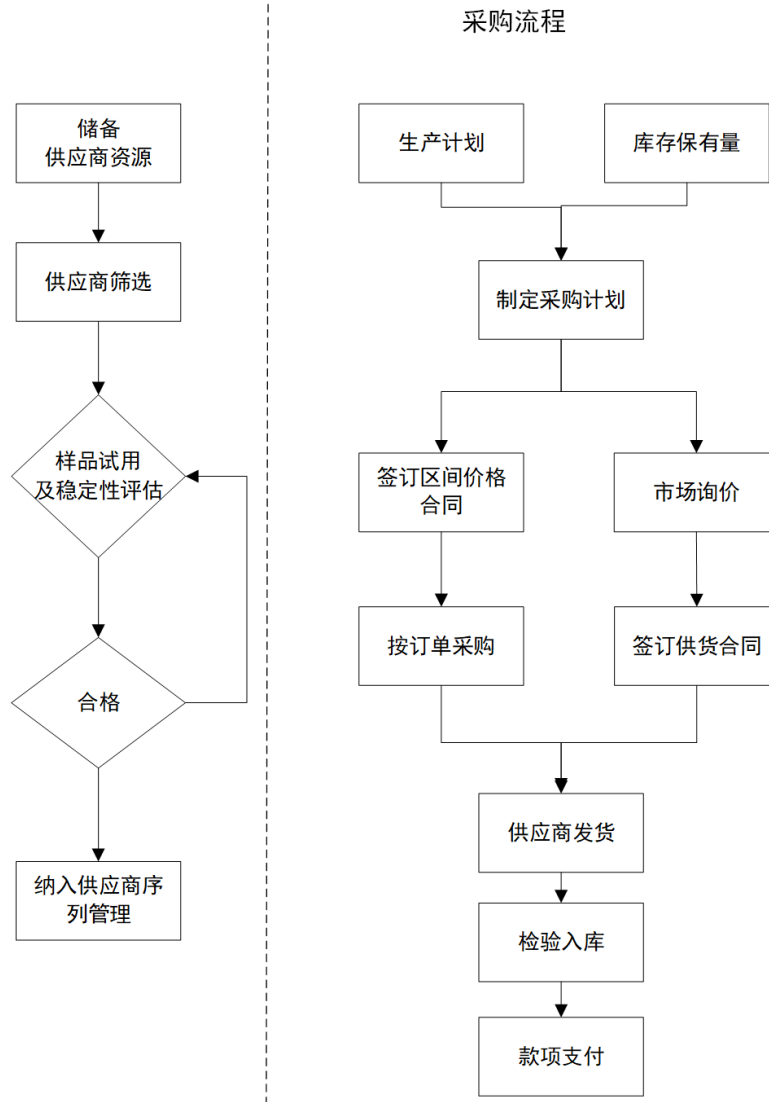 采购流程
储备
供应商资源
供应商筛选
样品试用
及稳定性评估
合格
纳入供应商序
列管理
生产计划
库存保有量
制定采购计划
签订区间价格
合同
市场询价
按订单采购
签订供货合同
供应商发货
检验入库
款项支付